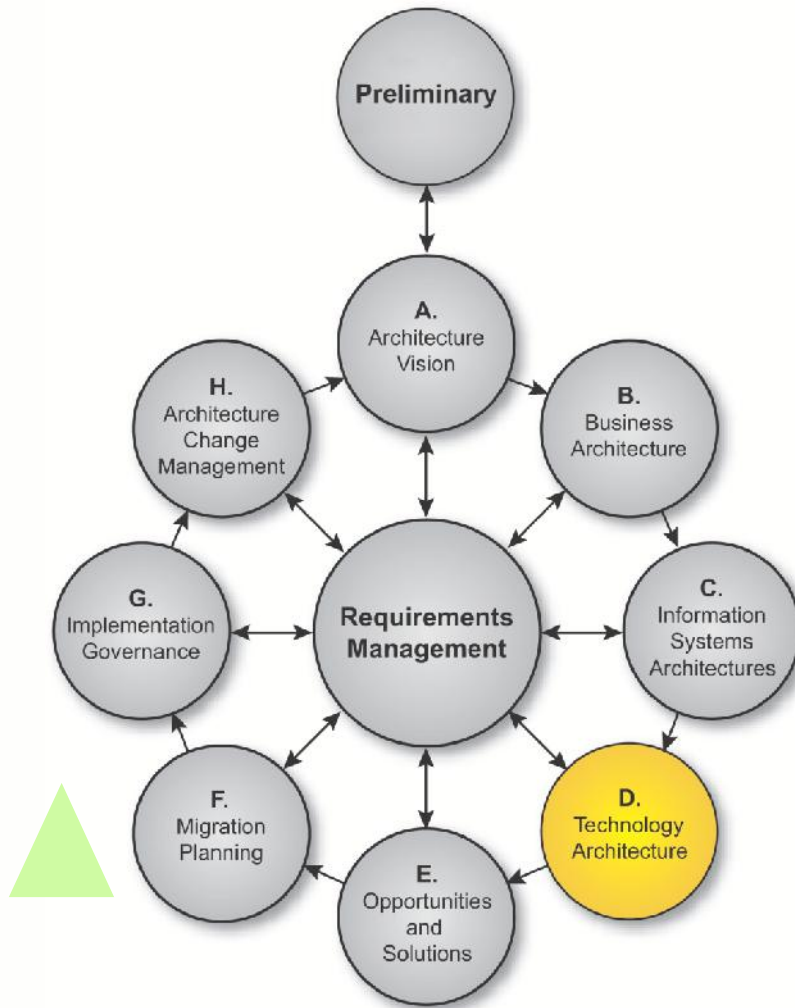 Preliminary
A.
Architecture
Vision
B.
Business
Architecture
C.
Information
Systems
Architectures
D.
Technology
Architecture
E.
Opportunities
and
Solutions
F.
Migration
Planning
G.
Implementation
Governance
H.
Architecture
Change
Management
Requirements
Management